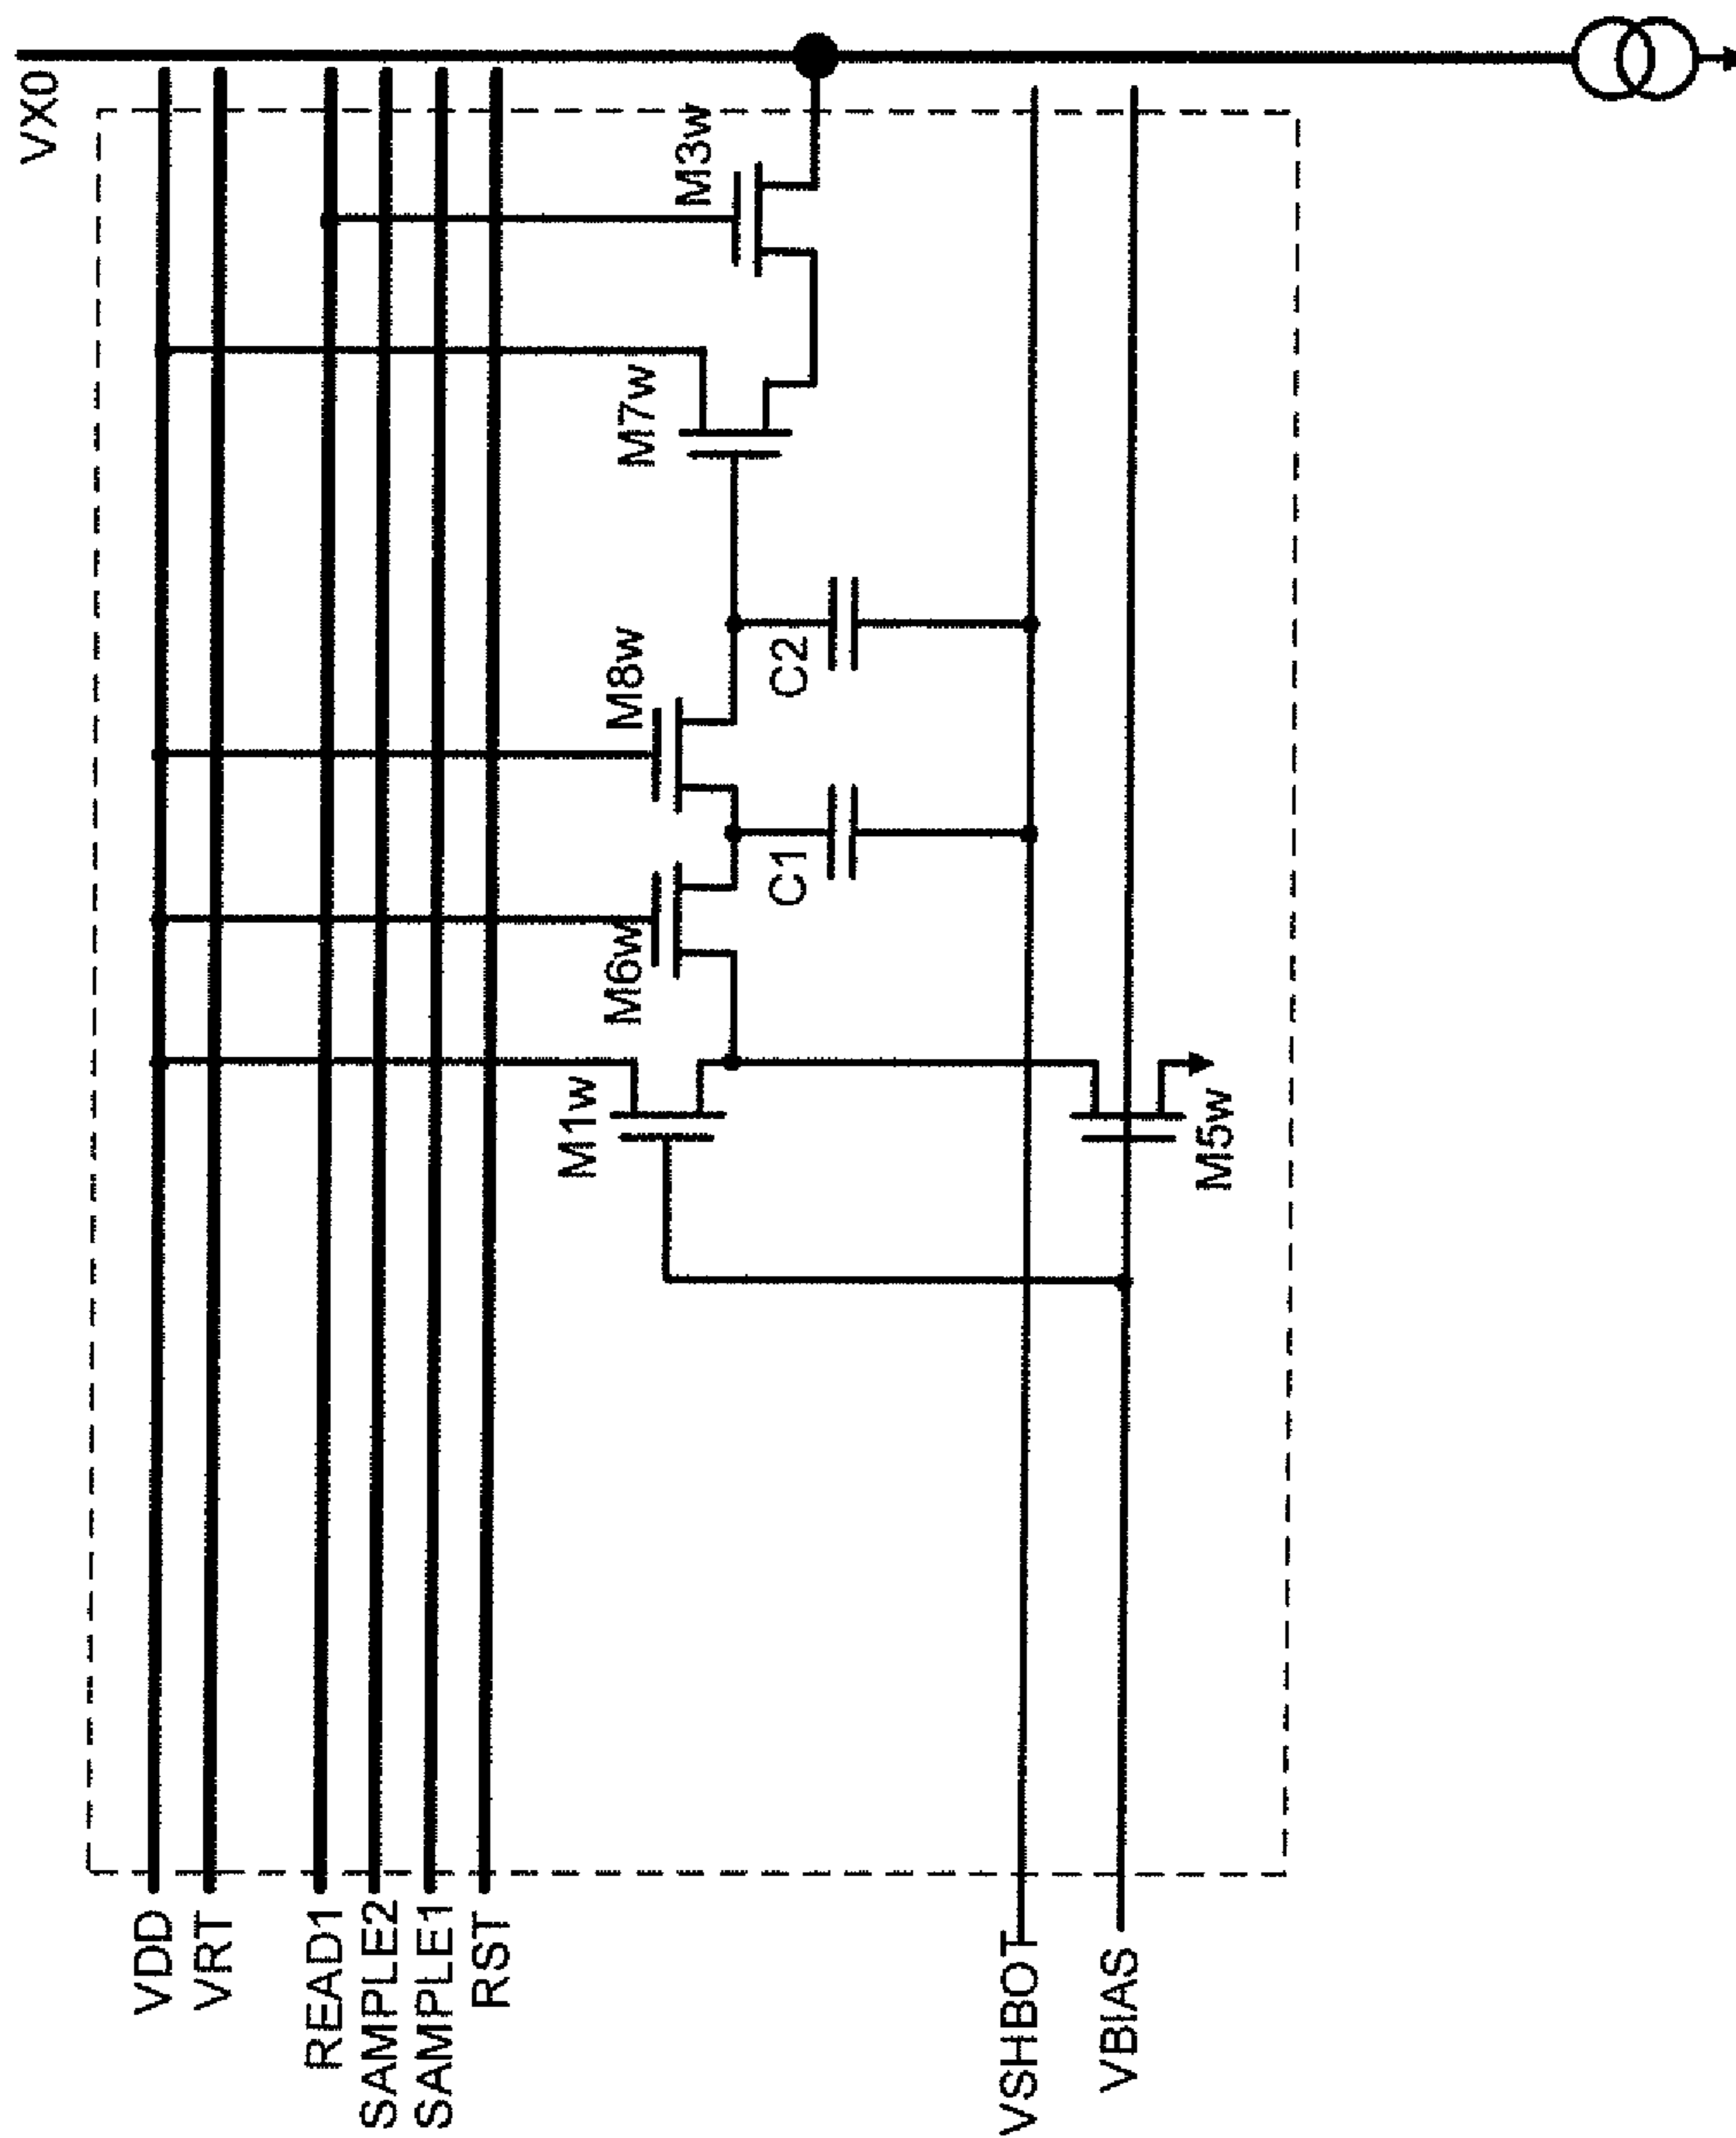 VX0
VDD
VRT
READ1
SAMPLE2
SAMPLE1
RST
M1w
M6w
M8w
M7w
M3w
C1
C2
VSHBOT
VBIAS
M5w